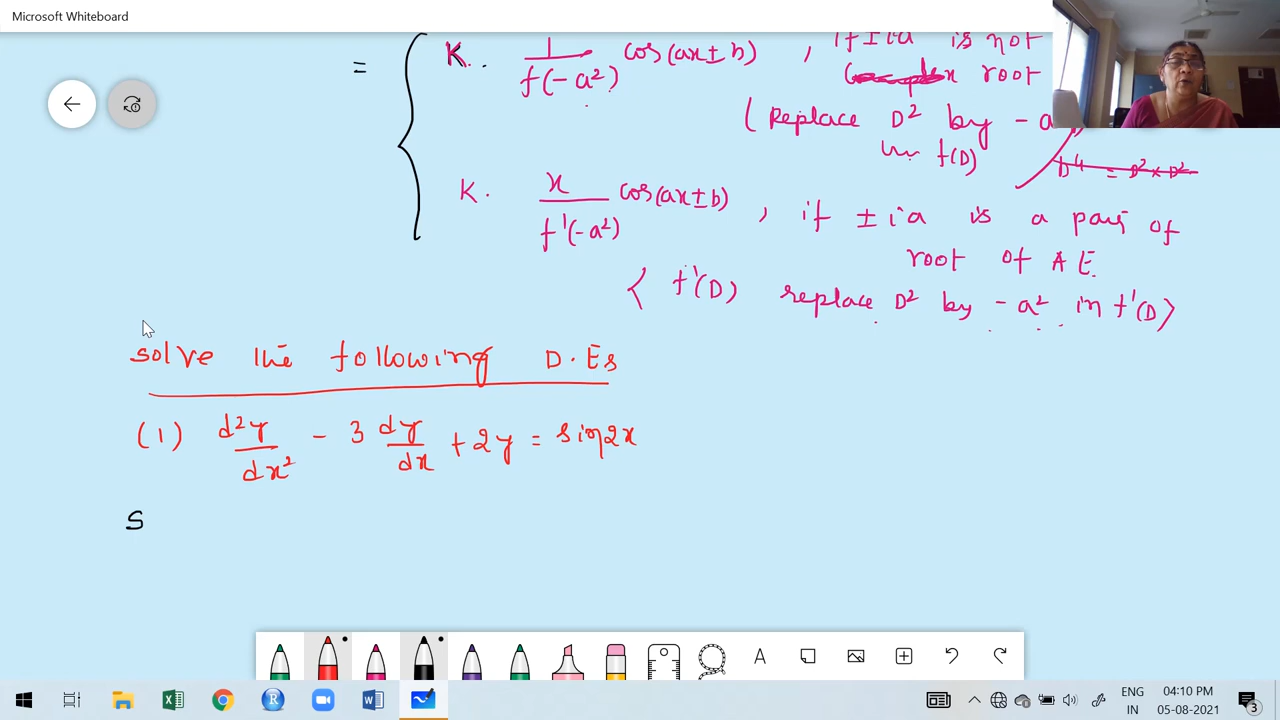 Microsoft Whiteboard
= K. 1/f(-a²) cos(ax±b) , if ±ia is not
root
(Replace D² by -a
in f(D)
D⁴ = D² x D²
K. x/f'(-a²) cos(ax±b) , if ±ia is a pair of
root of AE.
< f'(D) replace D² by -a² in f'(D) >
solve the following D.Es
(1) d²y/dx² - 3 dy/dx + 2y = sin2x
S
ENG
IN
04:10 PM
05-08-2021
3